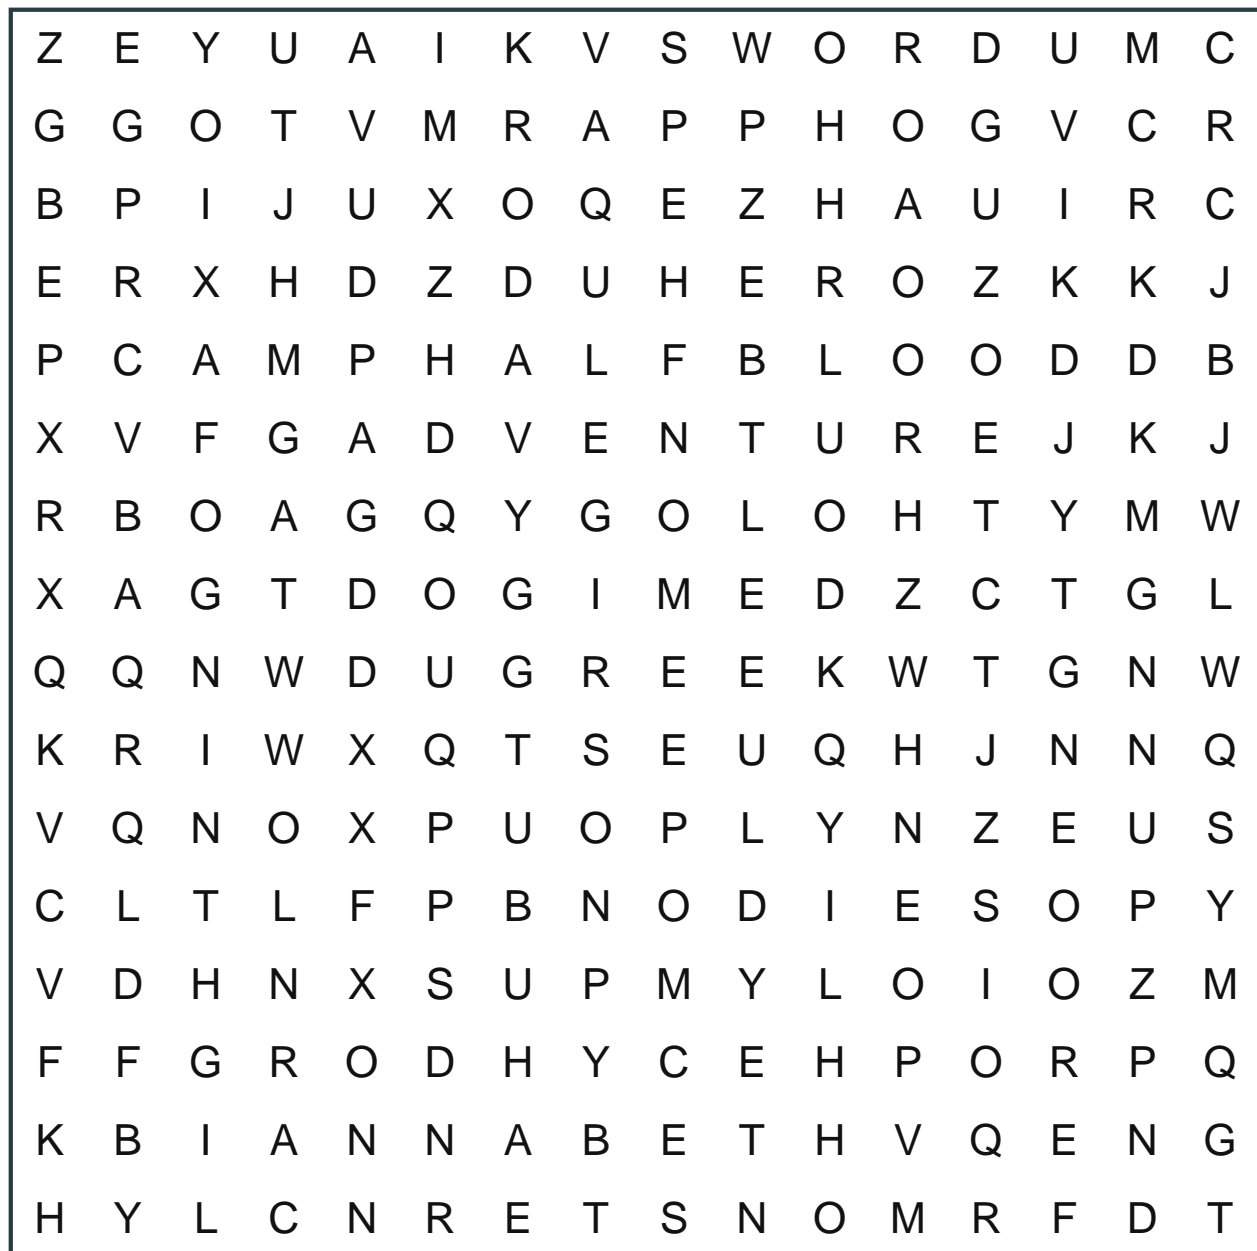 Z E Y U A I K V S W O R D U M C
G G O T V M R A P P H O G V C R
B P I J U X O Q E Z H A U I R C
E R X H D Z D U H E R O Z K K J
P C A M P H A L F B L O O D D B
X V F G A D V E N T U R E J K J
R B O A G Q Y G O L O H T Y M W
X A G T D O G I M E D Z C T G L
Q Q N W D U G R E E K W T G N W
K R I W X Q T S E U Q H J N N Q
V Q N O X P U O P L Y N Z E U S
C L T L F P B N O D I E S O P Y
V D H N X S U P M Y L O I O Z M
F F G R O D H Y C E H P O R P Q
K B I A N N A B E T H V Q E N G
H Y L C N R E T S N O M R F D T